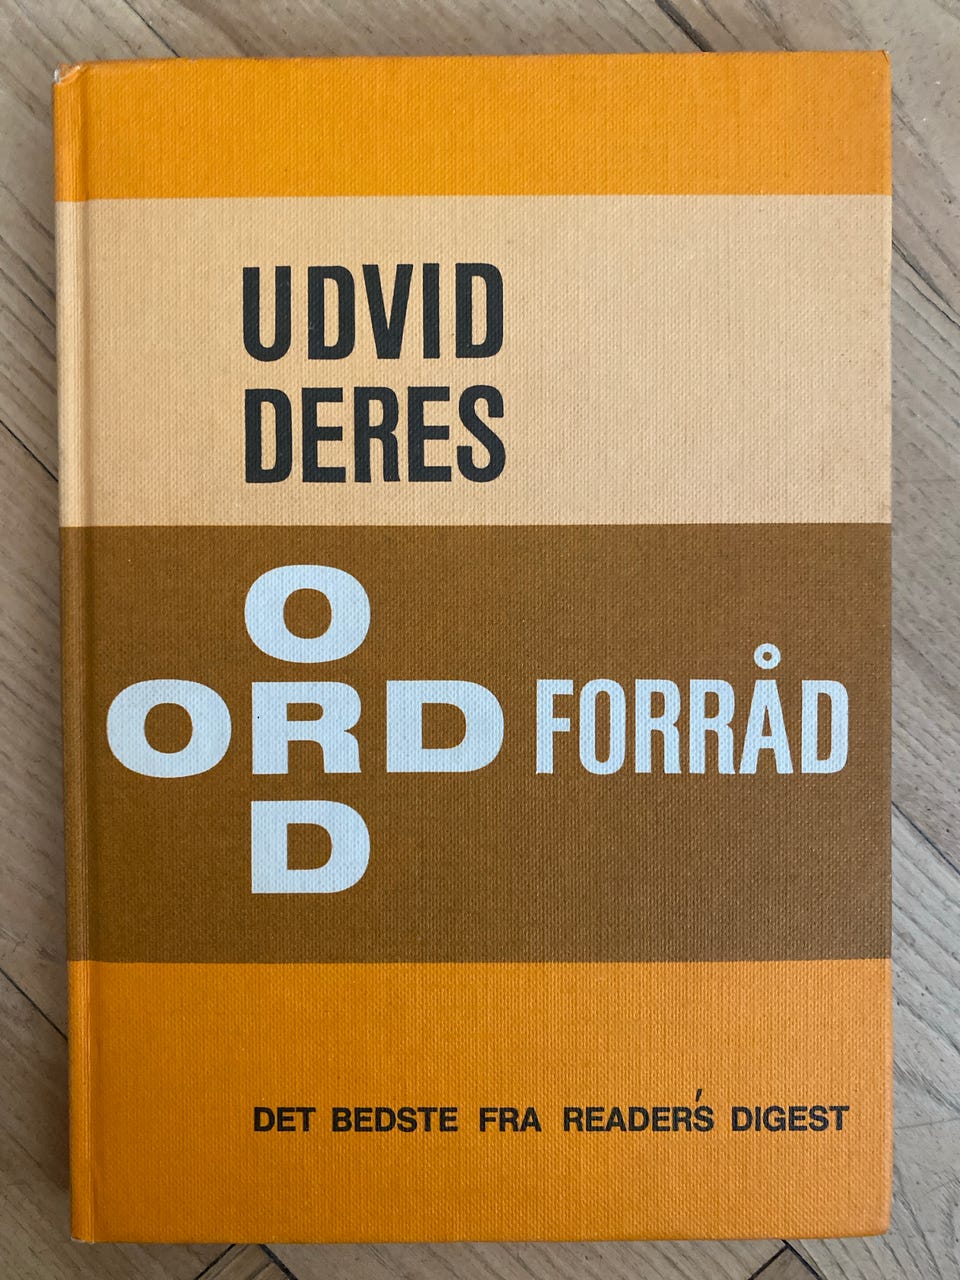 UDVID
DERES
O
ORD FORRÅD
D
DET BEDSTE FRA READER'S DIGEST